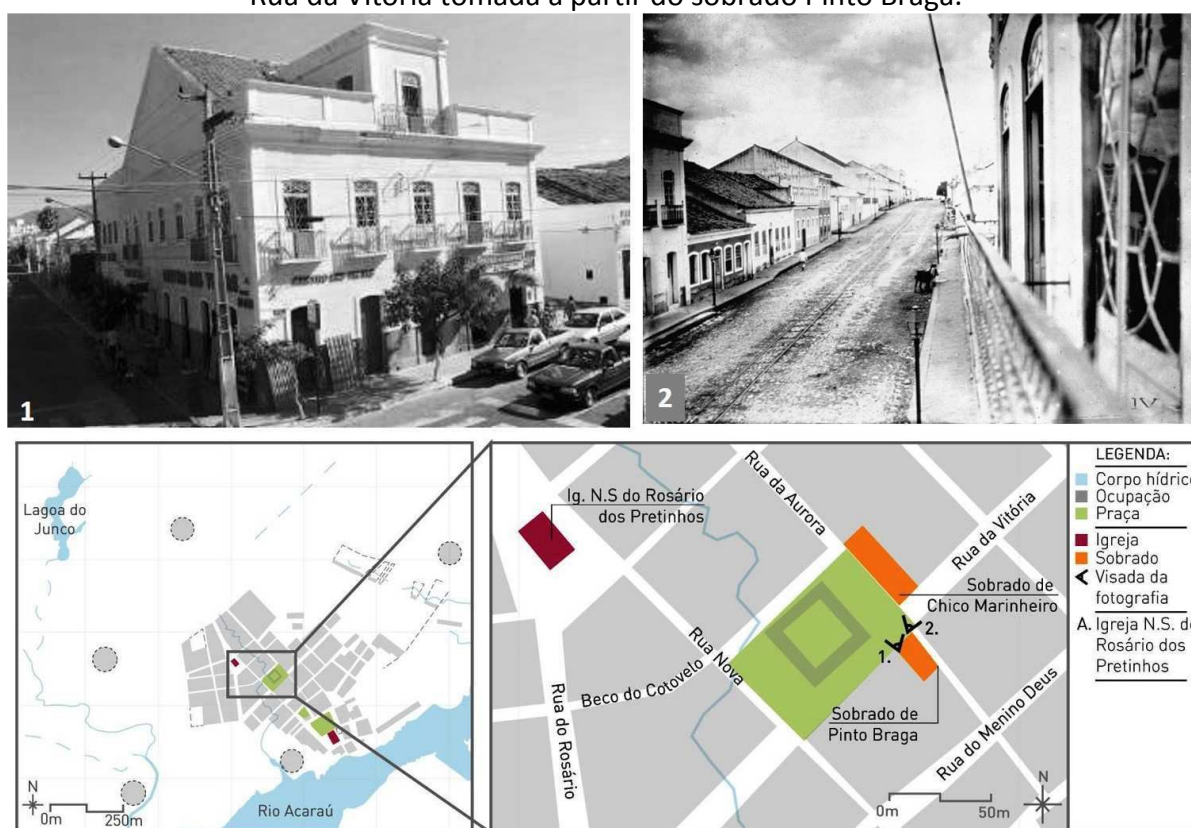 Rua da Vitória tomada a partir do sobrado Pinto Braga.
1
2
IV
Lagoa do
Junco
Rio Acaraú
N
0m 250m
Ig. N.S do Rosário
dos Pretinhos
Rua da Aurora
Rua da Vitória
Sobrado de
Chico Marinheiro
2.
1.
Rua Nova
Beco do Cotovelo
Rua do Rosário
Sobrado de
Pinto Braga
Rua do Menino Deus
N
0m 50m
LEGENDA:
Corpo hídrico
Ocupação
Praça
Igreja
Sobrado
Visada da
fotografia
A. Igreja N.S. d
Rosário dos
Pretinhos